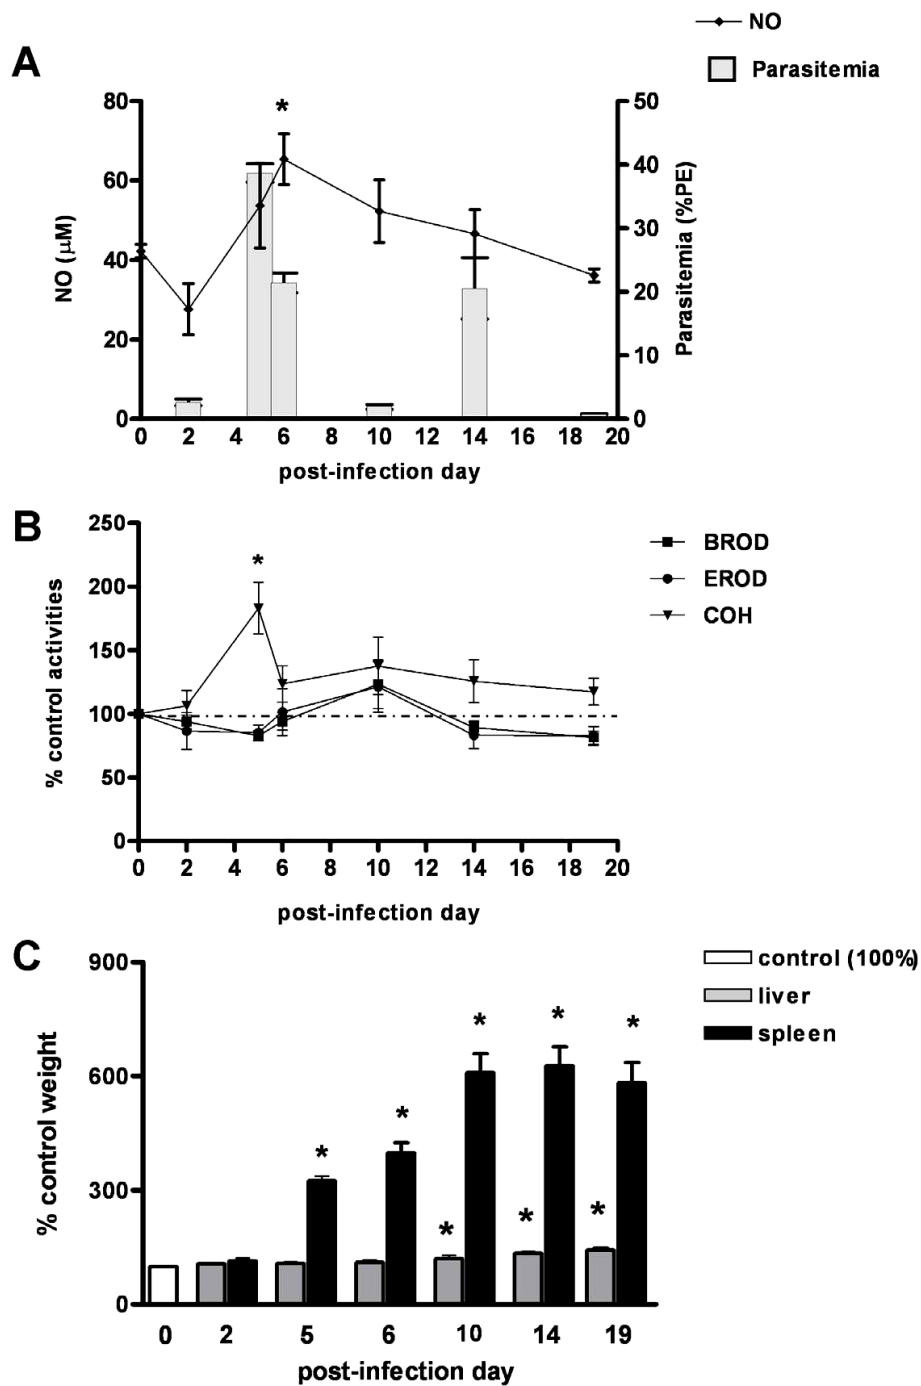 NO
A
Parasitemia
*
80
60
40
20
0
NO (μM)
50
40
30
20
10
0
Parasitemia (%PE)
0 2 4 6 8 10 12 14 16 18 20
post-infection day
B
250
200
150
100
50
0
% control activities
*
BROD
EROD
COH
0 2 4 6 8 10 12 14 16 18 20
post-infection day
C
900
600
300
0
% control weight
control (100%)
liver
spleen
* * *
*
*
* * *
0 2 5 6 10 14 19
post-infection day